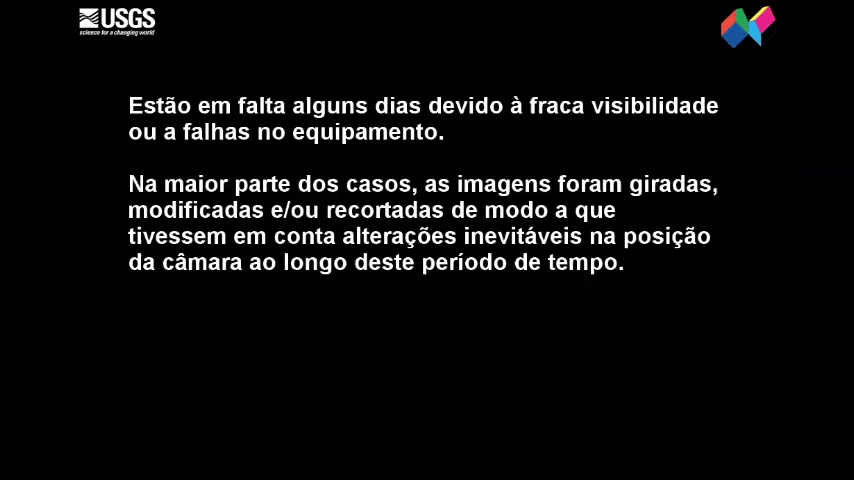 USGS
science for a changing world
Estão em falta alguns dias devido à fraca visibilidade
ou a falhas no equipamento.
Na maior parte dos casos, as imagens foram giradas,
modificadas e/ou recortadas de modo a que
tivessem em conta alterações inevitáveis na posição
da câmara ao longo deste período de tempo.